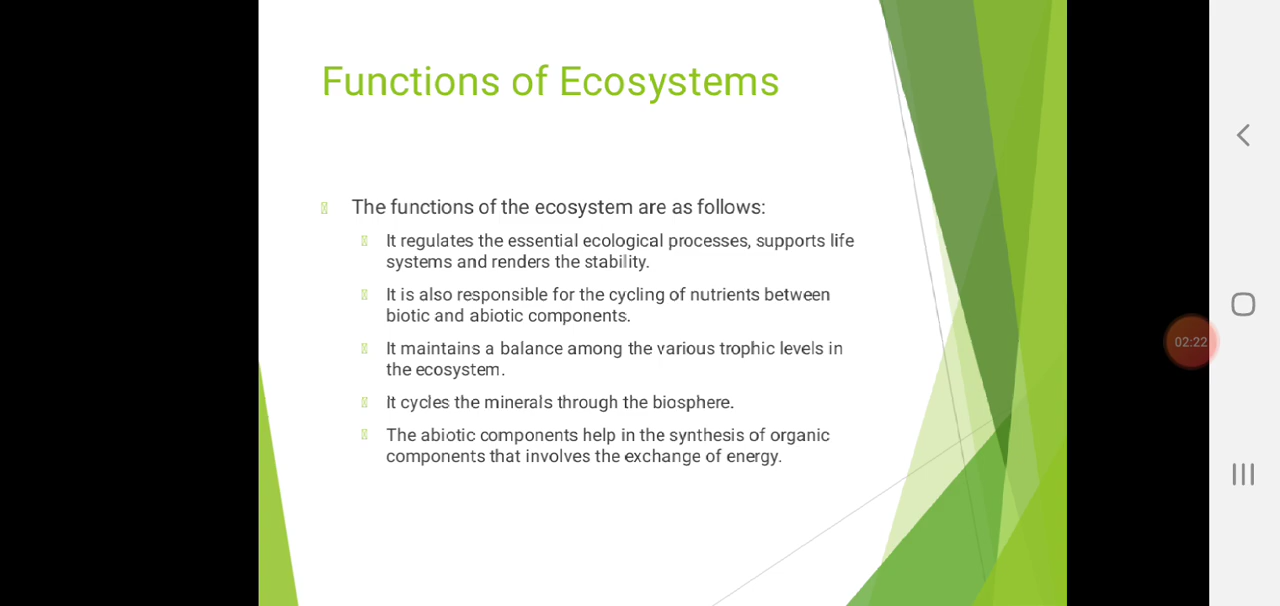 Functions of Ecosystems
The functions of the ecosystem are as follows:
It regulates the essential ecological processes, supports life
systems and renders the stability.
It is also responsible for the cycling of nutrients between
biotic and abiotic components.
It maintains a balance among the various trophic levels in
the ecosystem.
It cycles the minerals through the biosphere.
The abiotic components help in the synthesis of organic
components that involves the exchange of energy.
02:22